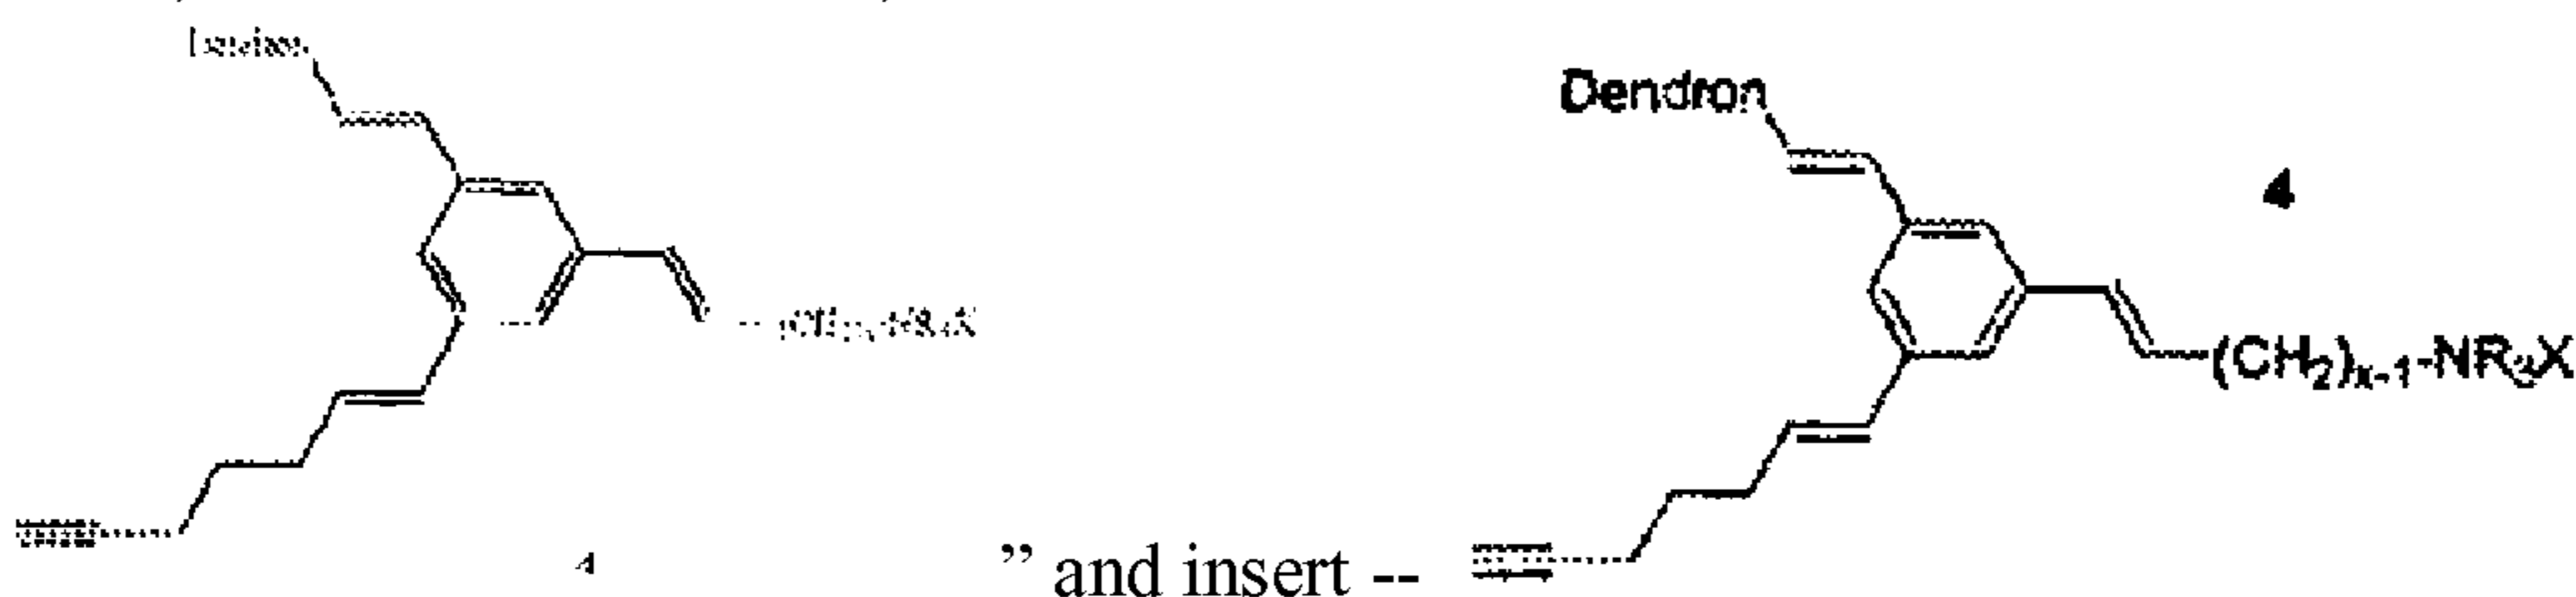 Dendron
4
(CH₂)ₓ₋₁-NR₃X
” and insert --